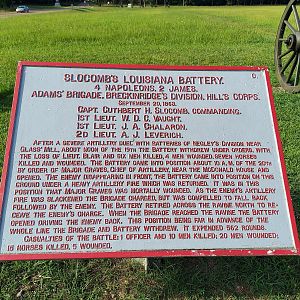 SLOCOMB'S LOUISIANA BATTERY. C.
4 NAPOLEONS, 2 JAMES.
ADAMS' BRIGADE, BRECKINRIDGE'S DIVISION, HILL'S CORPS.
SEPTEMBER 20, 1863.
CAPT. CUTHBERT H. SLOCOMB, COMMANDING.
1ST LIEUT. W. D. C. VAUGHT.
1ST LIEUT. J. A. CHALARON.
2D LIEUT. A. J. LEVERICH.
AFTER A SEVERE ARTILLERY DUEL WITH BATTERIES OF NEGLEY'S DIVISION NEAR
GLASS' MILL, ABOUT NOON OF THE 19TH THE BATTERY WITHDREW UNDER ORDERS, WITH
THE LOSS OF LIEUT. BLAIR AND SIX MEN KILLED, 4 MEN WOUNDED, SEVEN HORSES
KILLED AND WOUNDED. THE BATTERY CAME INTO POSITION ABOUT 10 A.M. OF THE 20TH
BY ORDER OF MAJOR GRAVES, CHIEF OF ARTILLERY, NEAR THE MCDONALD HOUSE AND
OPENED. THE ENEMY DISAPPEARING IN FRONT, THE BATTERY CAME INTO POSITION ON THIS
GROUND UNDER A HEAVY ARTILLERY FIRE WHICH WAS RETURNED. IT WAS IN THIS
POSITION THAT MAJOR GRAVES WAS MORTALLY WOUNDED. AS THE ENEMY'S ARTILLERY
FIRE WAS SLACKENED THE BRIGADE CHARGED, BUT WAS COMPELLED TO FALL BACK
FOLLOWED BY THE ENEMY. THE BATTERY RETIRED ACROSS THE RAVINE NORTH TO RE-
CEIVE THE ENEMY'S CHARGE. WHEN THE BRIGADE REACHED THE RAVINE THE BATTERY
OPENED DRIVING THE ENEMY BACK. THIS POSITION BEING FAR IN ADVANCE OF THE
WHOLE LINE THE BRIGADE AND BATTERY WITHDREW. IT EXPENDED 562 ROUNDS.
CASUALTIES OF THE BATTLE: 1 OFFICER AND 10 MEN KILLED; 20 MEN WOUNDED;
16 HORSES KILLED, 5 WOUNDED.